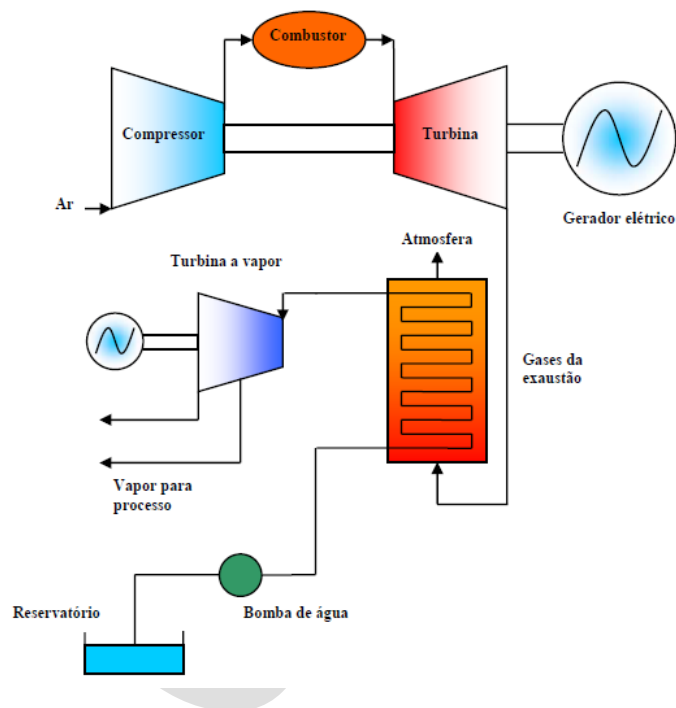 Combustor
Compressor
Turbina
Ar
Gerador elétrico
Atmosfera
Turbina a vapor
Gases da
exaustão
Vapor para
processo
Reservatório
Bomba de água